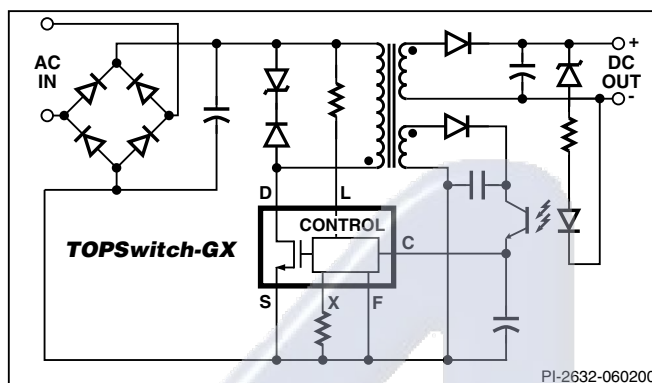 AC
IN
+
DC
OUT
-
D
L
CONTROL
C
TOPSwitch-GX
S
X
F
PI-2632-060200